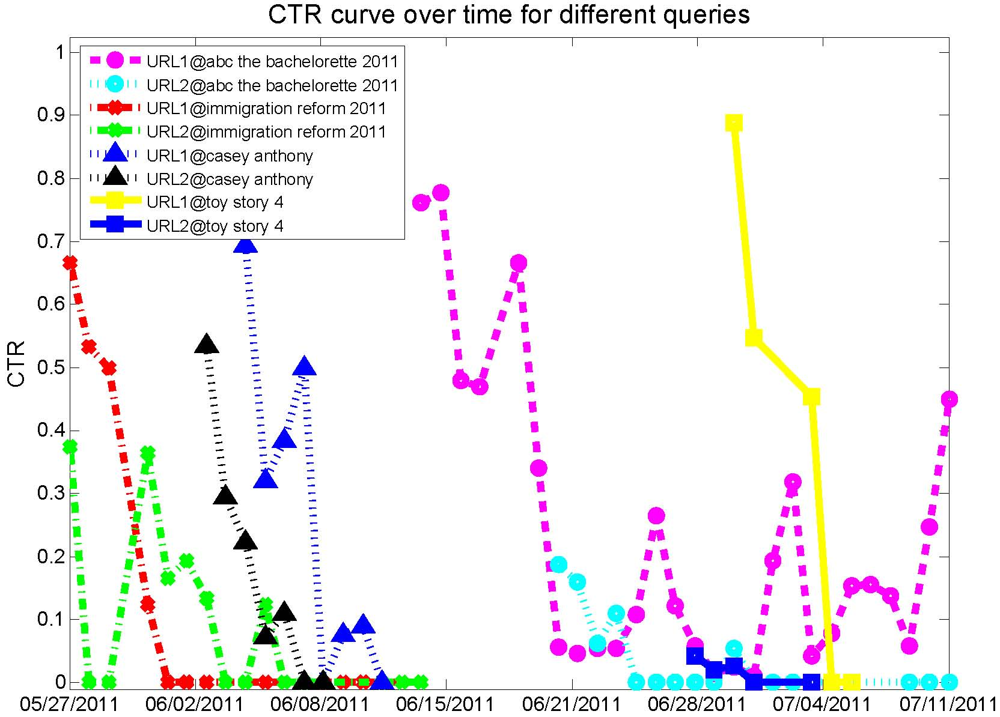 CTR curve over time for different queries
1
0.9
0.8
0.7
0.6
0.5
0.4
0.3
0.2
0.1
0
CTR
URL1@abc the bachelorette 2011
URL2@abc the bachelorette 2011
URL1@immigration reform 2011
URL2@immigration reform 2011
URL1@casey anthony
URL2@casey anthony
URL1@toy story 4
URL2@toy story 4
05/27/2011 06/02/2011 06/08/2011 06/15/2011 06/21/2011 06/28/2011 07/04/2011 07/11/2011